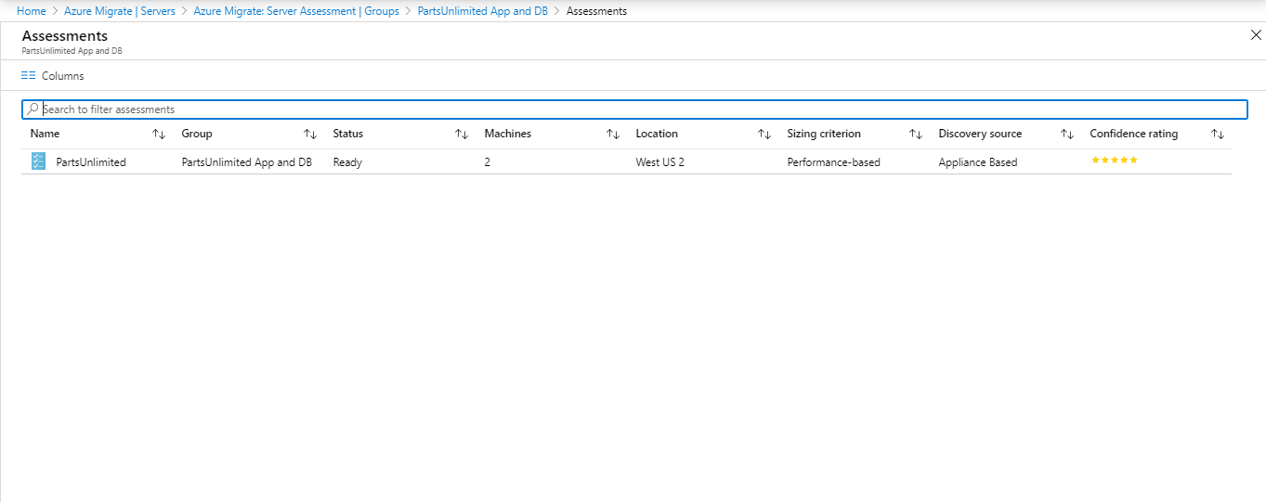 Home > Azure Migrate | Servers > Azure Migrate: Server Assessment | Groups > PartsUnlimited App and DB > Assessments
Assessments
PartsUnlimited App and DB
Columns
Search to filter assessments
Name Group Status Machines Location Sizing criterion Discovery source Confidence rating
PartsUnlimited PartsUnlimited App and DB Ready 2 West US 2 Performance-based Appliance Based